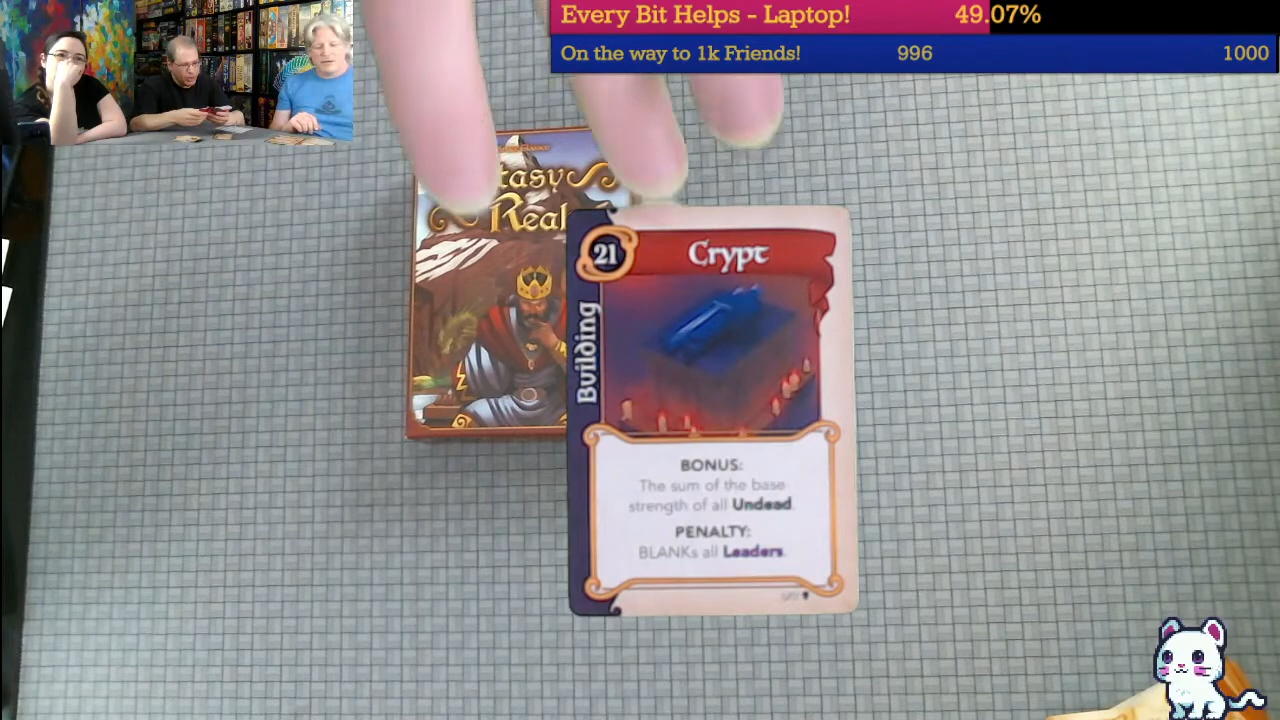 Every Bit Helps - Laptop! 49.07%
On the way to 1k Friends! 996 1000
tasy
Real
21
Crypt
Building
BONUS:
The sum of the base
strength of all Undead.
PENALTY:
BLANKs all Leaders.